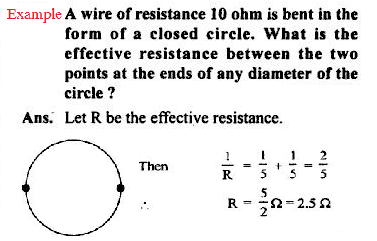 Example A wire of resistance 10 ohm is bent in the
form of a closed circle. What is the
effective resistance between the two
points at the ends of any diameter of the
circle ?
Ans. Let R be the effective resistance.
Then 1/R = 1/5 + 1/5 = 2/5
∴ R = 5/2 Ω = 2.5 Ω